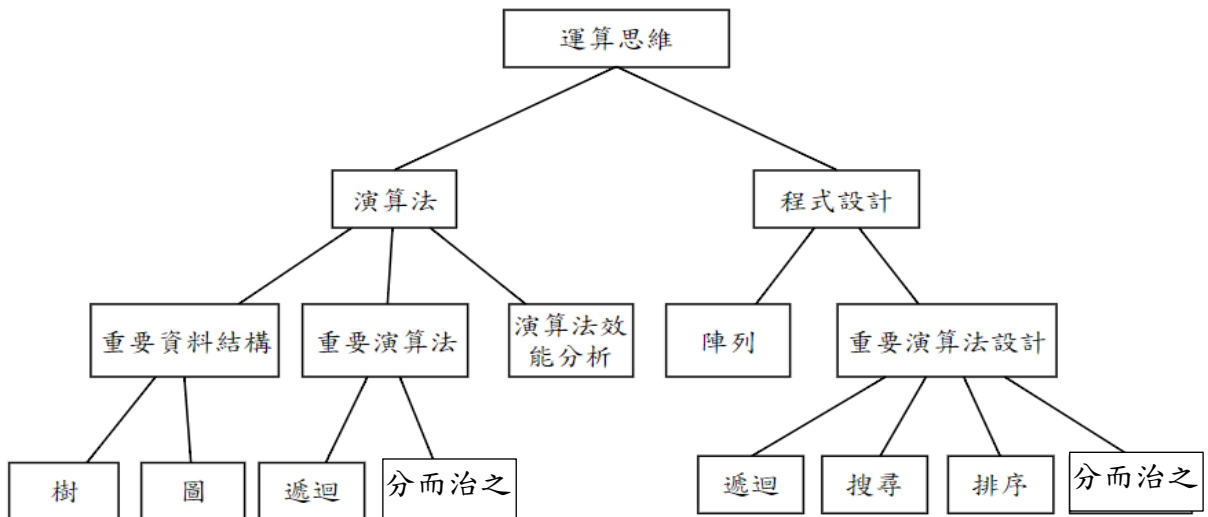 運算思維
演算法
程式設計
重要資料結構
重要演算法
演算法效
能分析
陣列
重要演算法設計
樹
圖
遞迴
分而治之
遞迴
搜尋
排序
分而治之